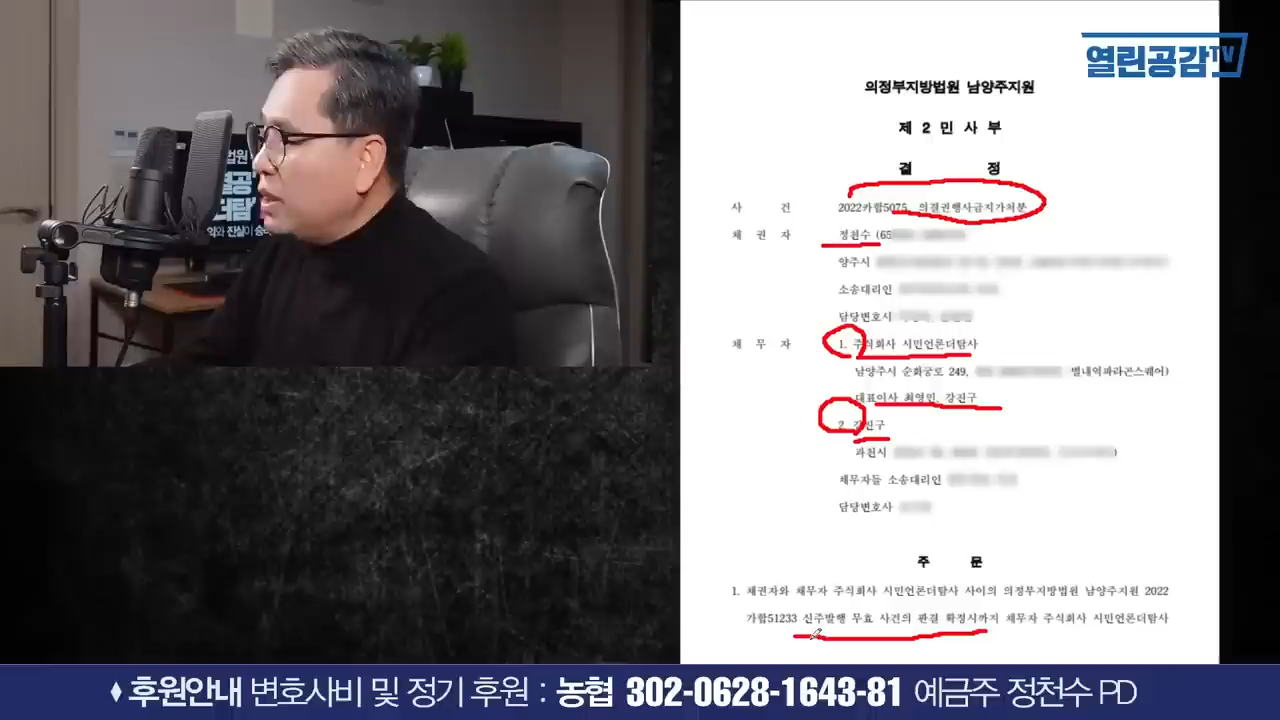 열린공감TV
의정부지방법원 남양주지원
제 2 민 사 부
결 정
사 건 2022카합5075 의결권행사금지가처분
채 권 자 정천수 (65
양주시
소송대리인
담당변호사
채 무 자 1. 주식회사 시민언론더탐사
남양주시 순화궁로 249, 별내역파라곤스퀘어)
대표이사 최영민, 강진구
2. 강진구
과천시 )
채무자들 소송대리인
담당변호사
주 문
1. 채권자와 채무자 주식회사 시민언론더탐사 사이의 의정부지방법원 남양주지원 2022
가합51233 신주발행 무효 사건의 판결 확정시까지 채무자 주식회사 시민언론더탐사
후원안내 변호사비 및 정기 후원 : 농협 302-0628-1643-81 예금주 정천수 PD